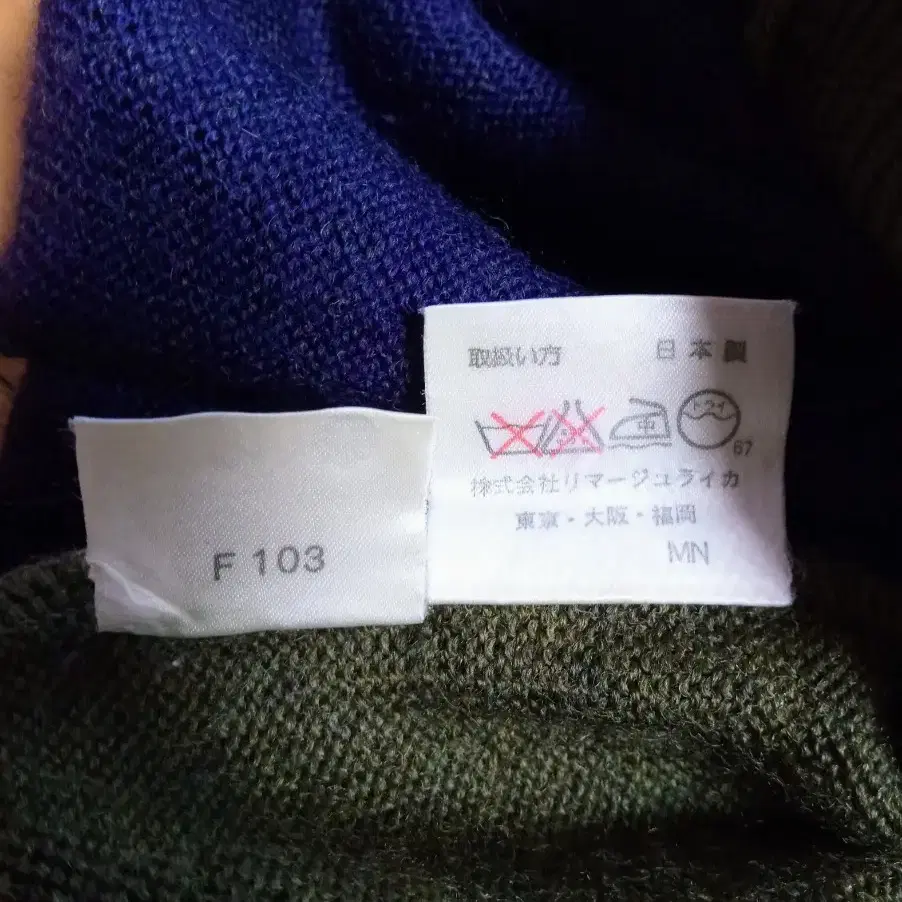 取扱い方 日本製
中 ドライ
67
株式会社リマージュライカ
東京・大阪・福岡
MN
F 103